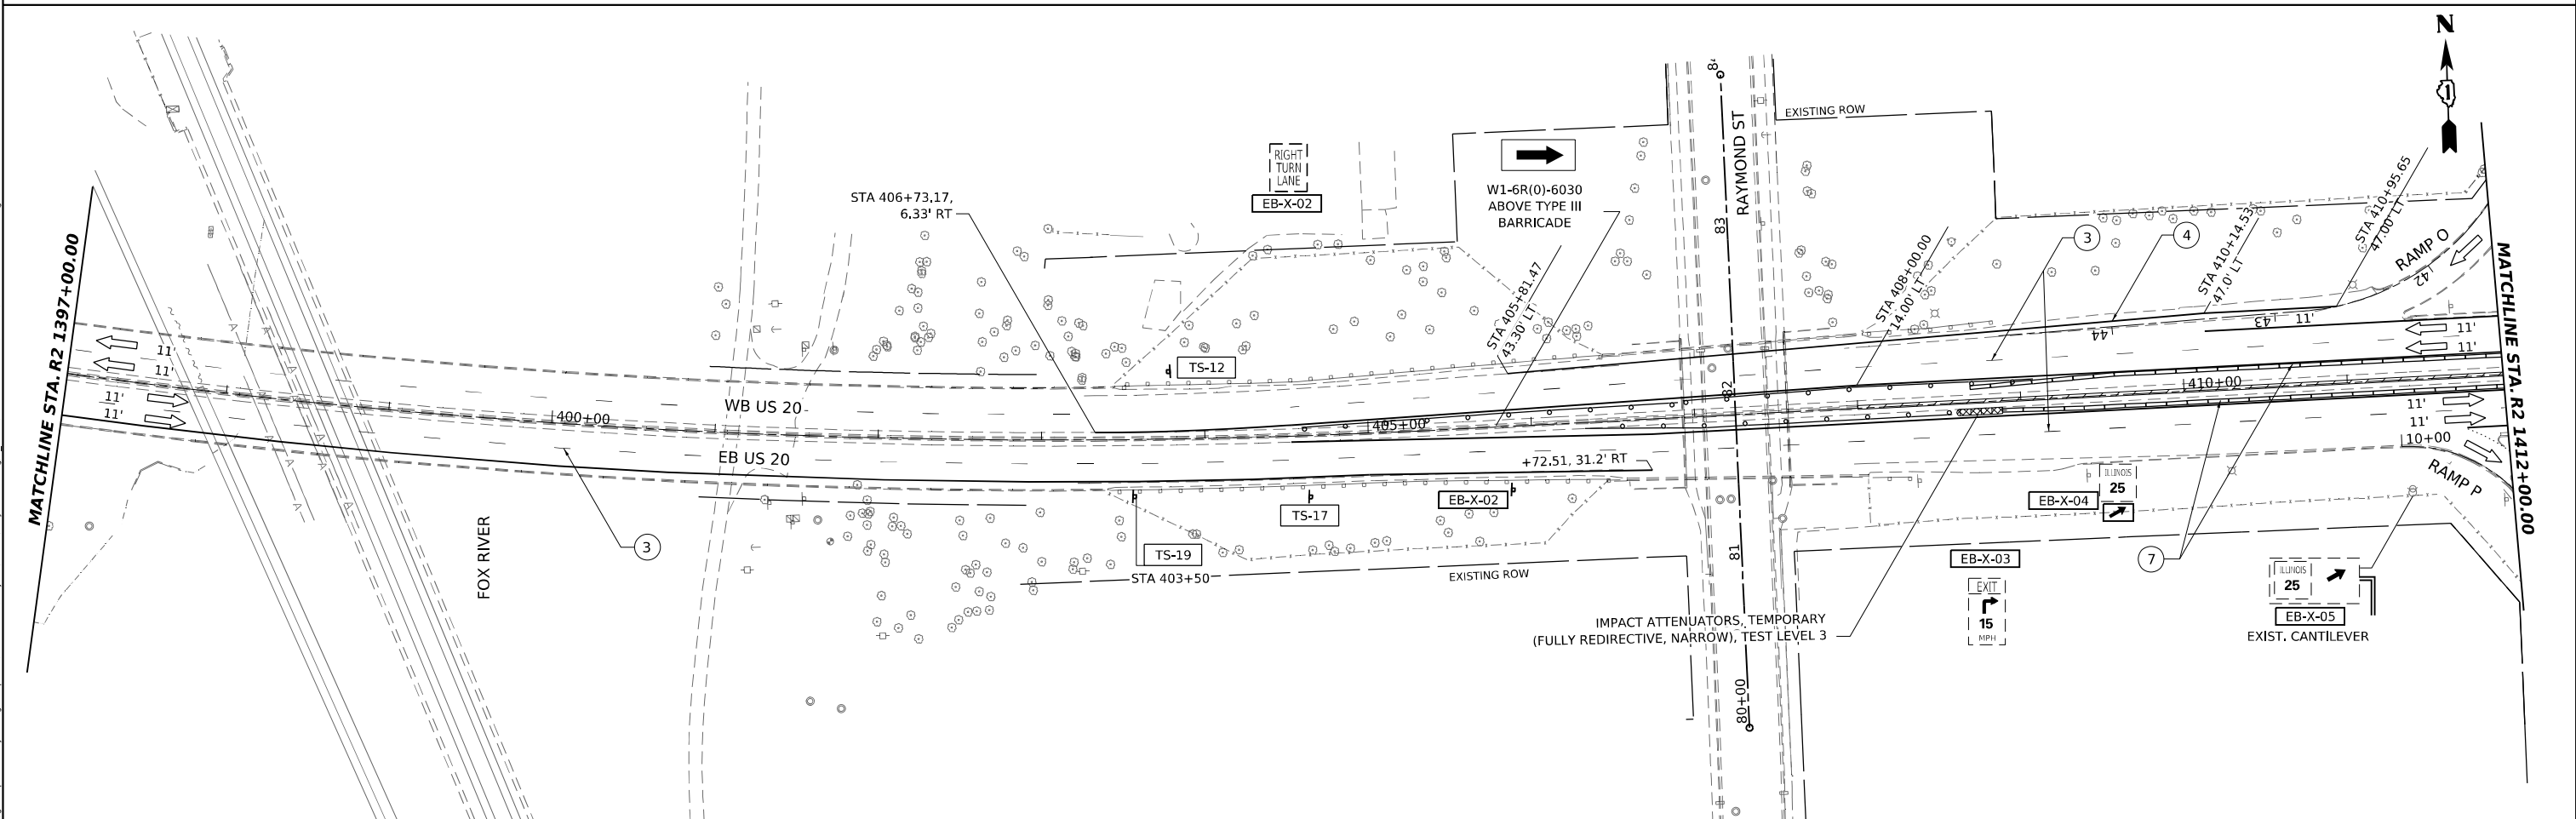 N
1
MATCHLINE STA. R2 1397+00.00
MATCHLINE STA. R2 1412+00.00
EXISTING ROW
RAYMOND ST
84
83
82
81
80+00
RIGHT
TURN
LANE
EB-X-02
W1-6R(0)-6030
ABOVE TYPE III
BARRICADE
STA 406+73.17,
6.33' RT
STA 405+81.47
43.30' LT
STA 408+00.00
14.00' LT
STA 410+14.53
47.0' LT
STA 410+95.65
47.00' LT
RAMP O
42
43
44
3
4
11'
11'
11'
11'
11'
11'
11'
11'
11'
TS-12
WB US 20
400+00
405+00
410+00
EB US 20
+72.51, 31.2' RT
10+00
RAMP P
FOX RIVER
3
TS-19
STA 403+50
TS-17
EB-X-02
EXISTING ROW
EB-X-04
ILLINOIS
25
EB-X-03
EXIT
15
MPH
7
ILLINOIS
25
EB-X-05
EXIST. CANTILEVER
IMPACT ATTENUATORS, TEMPORARY
(FULLY REDIRECTIVE, NARROW), TEST LEVEL 3
A
A
A
A
A
A
A
A